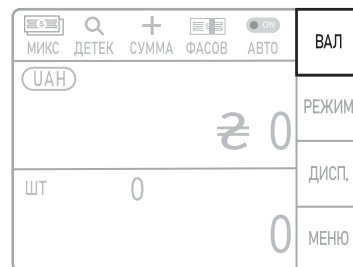 $ $ ON
МИКС ДЕТЕК СУММА ФАСОВ АВТО
ВАЛ
UAH
₴ 0
РЕЖИМ
ШТ 0
ДИСП.
0
МЕНЮ